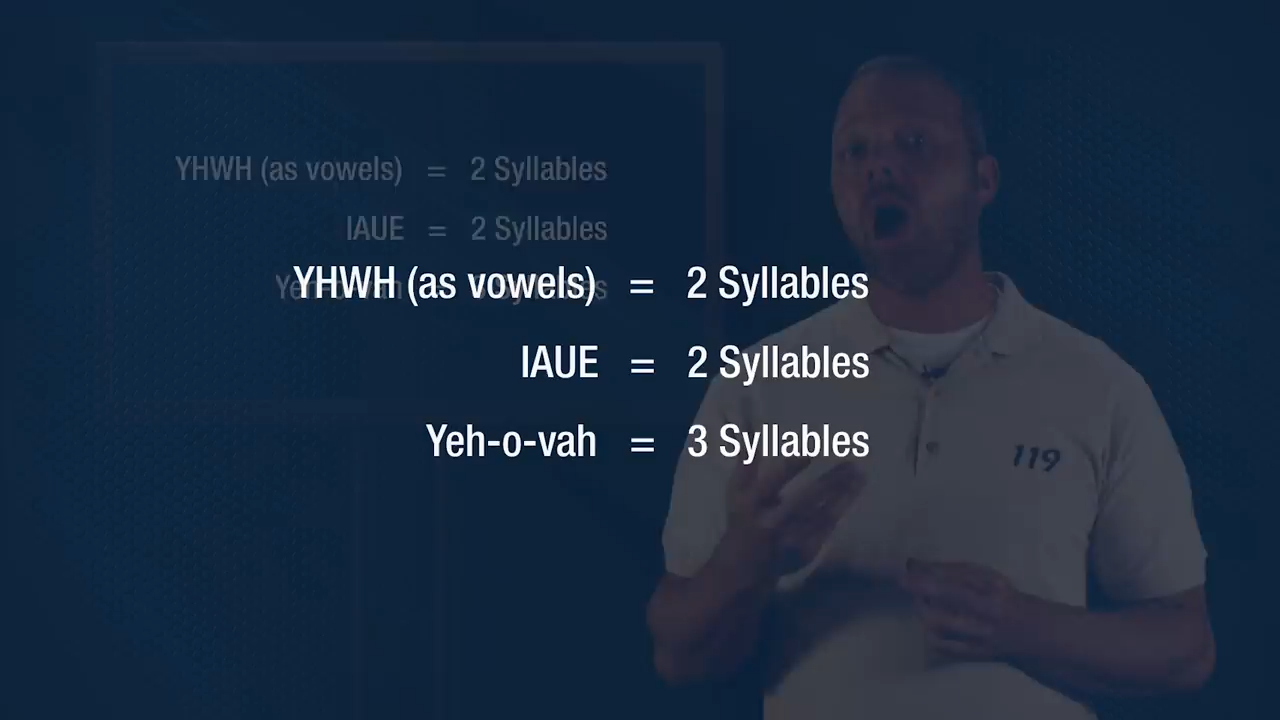 YHWH (as vowels) = 2 Syllables
IAUE = 2 Syllables
YHWH (as vowels) = 2 Syllables
IAUE = 2 Syllables
Yeh-o-vah = 3 Syllables
119